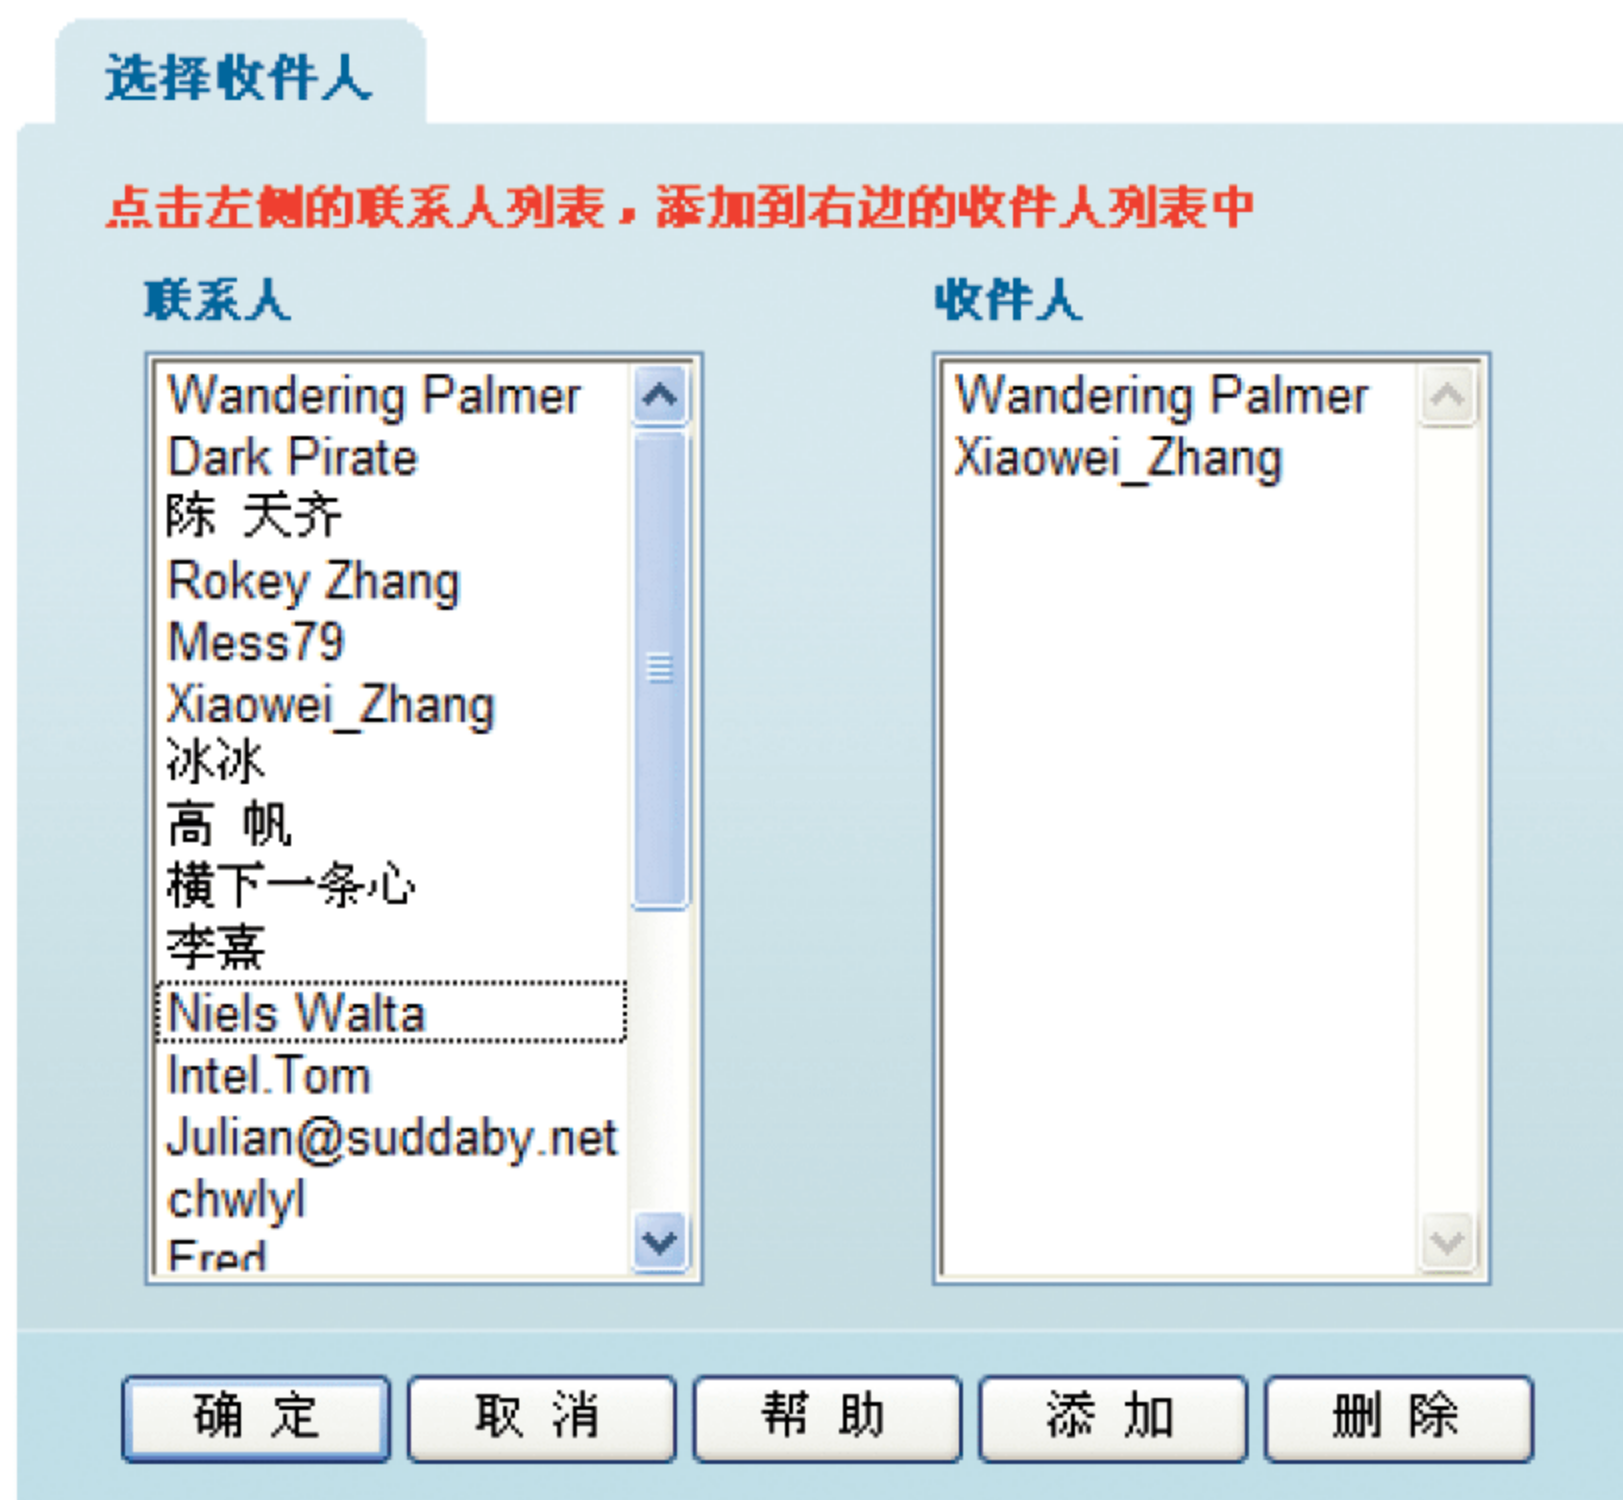 选择收件人
点击左侧的联系人列表，添加到右边的收件人列表中
联系人
Wandering Palmer
Dark Pirate
陈 天齐
Rokey Zhang
Mess79
Xiaowei_Zhang
冰冰
高 帆
横下一条心
李熹
Niels Walta
Intel.Tom
Julian@suddaby.net
chwlyl
Fred
收件人
Wandering Palmer
Xiaowei_Zhang
确 定 取 消 帮 助 添 加 删 除